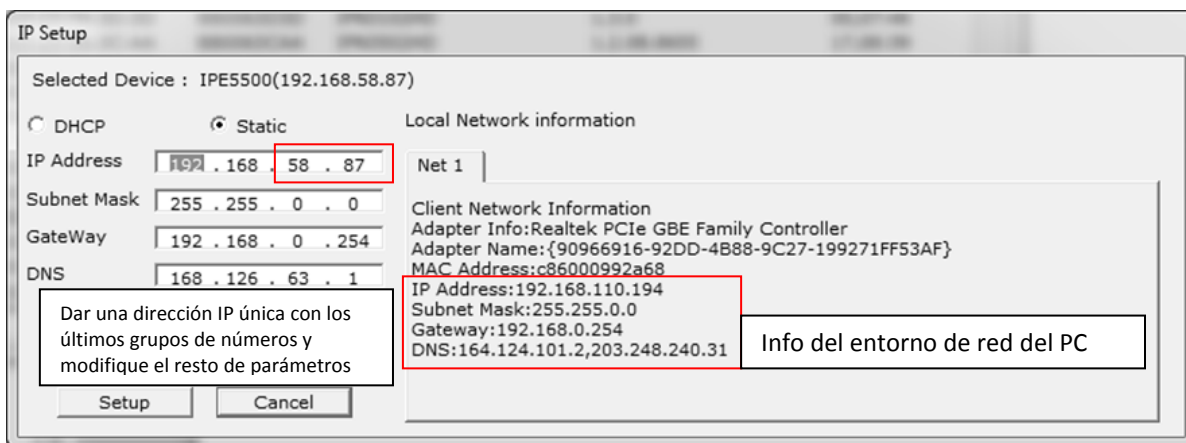 IP Setup
Selected Device : IPE5500(192.168.58.87)
DHCP
Static
IP Address
192 . 168 . 58 . 87
Subnet Mask
255 . 255 . 0 . 0
GateWay
192 . 168 . 0 . 254
DNS
168 . 126 . 63 . 1
Dar una dirección IP única con los
últimos grupos de números y
modifique el resto de parámetros
Setup
Cancel
Local Network information
Net 1
Client Network Information
Adapter Info:Realtek PCIe GBE Family Controller
Adapter Name:{90966916-92DD-4B88-9C27-199271FF53AF}
MAC Address:c86000992a68
IP Address:192.168.110.194
Subnet Mask:255.255.0.0
Gateway:192.168.0.254
DNS:164.124.101.2,203.248.240.31
Info del entorno de red del PC